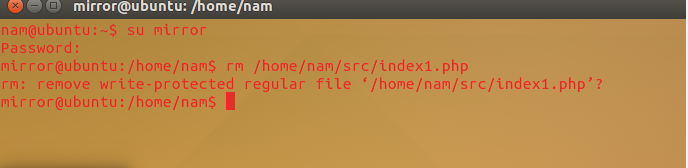 mirror@ubuntu: /home/nam
nam@ubuntu:~$ su mirror
Password:
mirror@ubuntu:/home/nam$ rm /home/nam/src/index1.php
rm: remove write-protected regular file ‘/home/nam/src/index1.php’?
mirror@ubuntu:/home/nam$